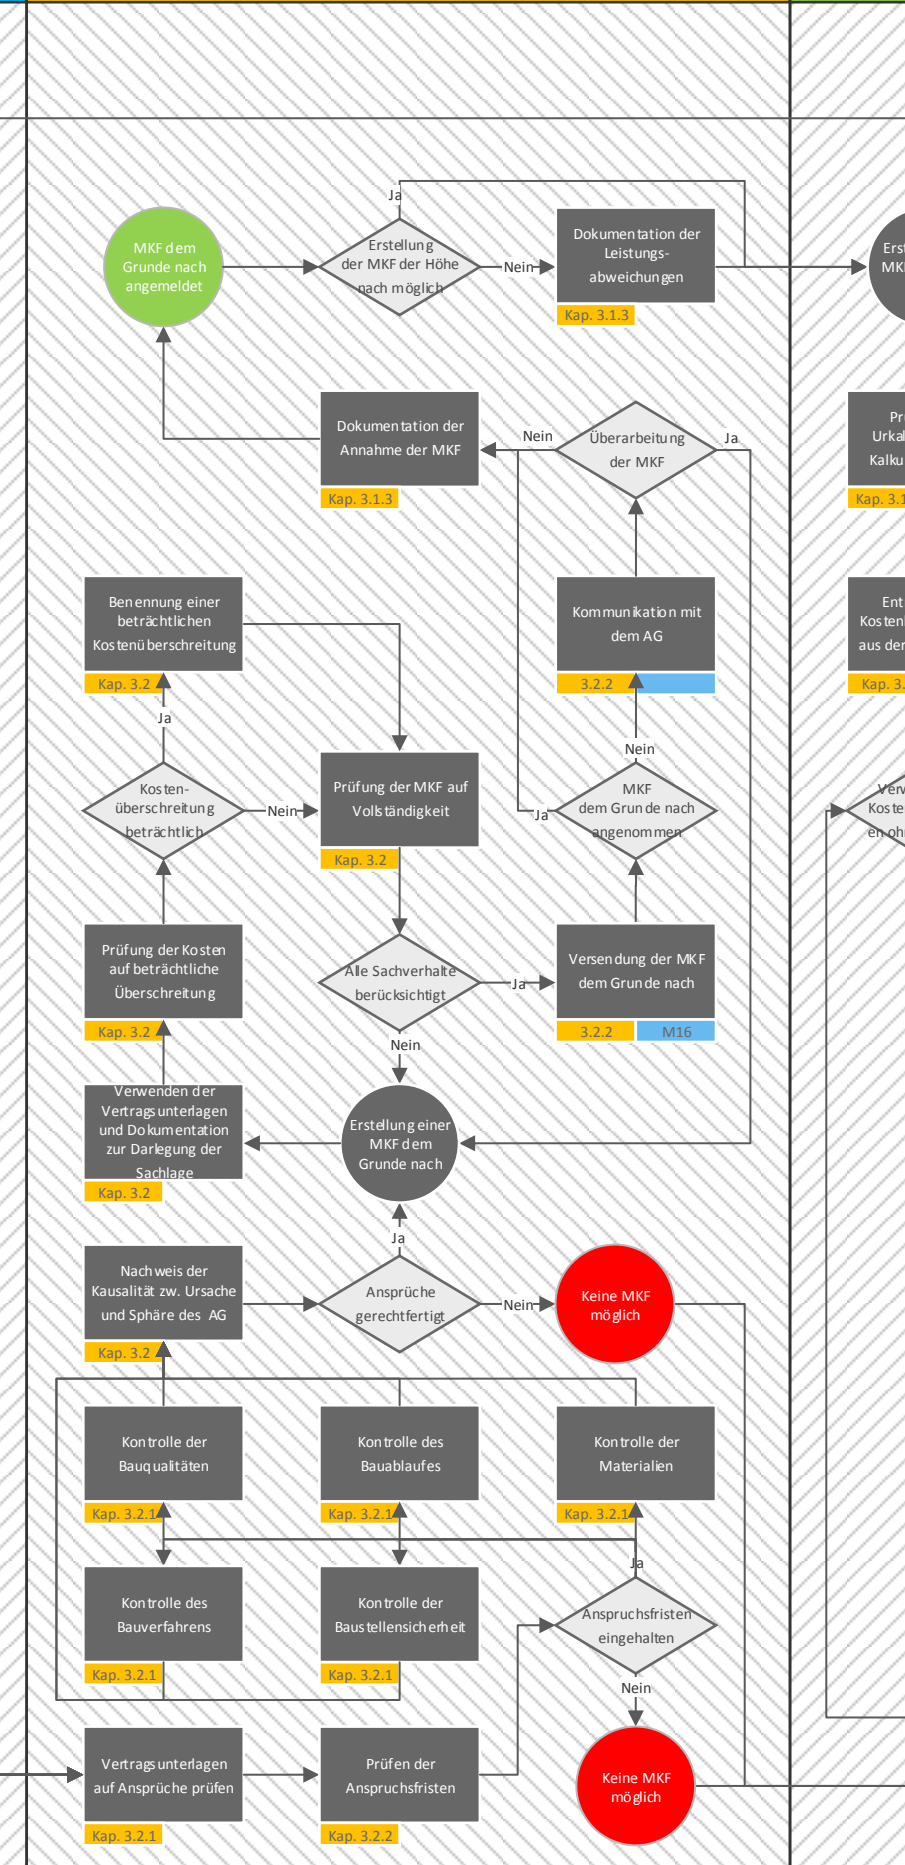 Ja
MKF dem
Grunde nach
angemeldet
Erstellung
der MKF der Höhe
nach möglich
Nein
Dokumentation der
Leistungs-
abweichungen
Kap. 3.1.3
Dokumentation der
Annahme der MKF
Kap. 3.1.3
Nein
Überarbeitung
der MKF
Ja
Benennung einer
beträchtlichen
Kostenüberschreitung
Kap. 3.2
Kommunikation mit
dem AG
3.2.2
Ja
Nein
Kosten-
überschreitung
beträchtlich
Nein
Prüfung der MKF auf
Vollständigkeit
Kap. 3.2
Ja
MKF
dem Grunde nach
angenommen
Prüfung der Kosten
auf beträchtliche
Überschreitung
Kap. 3.2
Alle Sachverhalte
berücksichtigt
Ja
Versendung der MKF
dem Grunde nach
3.2.2
M16
Nein
Verwenden der
Vertragsunterlagen
und Dokumentation
zur Darlegung der
Sachlage
Kap. 3.2
Erstellung einer
MKF dem
Grunde nach
Ja
Nachweis der
Kausalität zw. Ursache
und Sphäre des AG
Kap. 3.2
Ansprüche
gerechtfertigt
Nein
Keine MKF
möglich
Kontrolle der
Bauqualitäten
Kap. 3.2.1
Kontrolle des
Bauablaufes
Kap. 3.2.1
Kontrolle der
Materialien
Kap. 3.2.1
Ja
Kontrolle des
Bauverfahrens
Kap. 3.2.1
Kontrolle der
Baustellensicherheit
Kap. 3.2.1
Anspruchsfristen
eingehalten
Nein
Vertragsunterlagen
auf Ansprüche prüfen
Kap. 3.2.1
Prüfen der
Anspruchsfristen
Kap. 3.2.2
Keine MKF
möglich